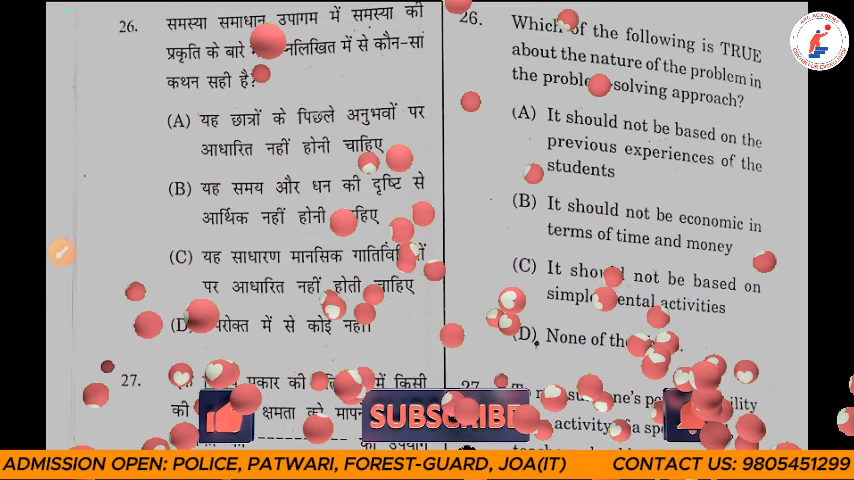 26. समस्या समाधान उपागम में समस्या की
प्रकृति के बारे में निम्नलिखित में से कौन-सा
कथन सही है?
(A) यह छात्रों के पिछले अनुभवों पर
आधारित नहीं होनी चाहिए
(B) यह समय और धन की दृष्टि से
आर्थिक नहीं होनी चाहिए
(C) यह साधारण मानसिक गातिविधियों
पर आधारित नहीं होती चाहिए
(D) उपरोक्त में से कोई नहीं
27. प्रकार की में किसी
की क्षमता को
का उपयोग
26. Which of the following is TRUE
about the nature of the problem in
the problem-solving approach?
(A) It should not be based on the
previous experiences of the
students
(B) It should not be economic in
terms of time and money
(C) It should not be based on
simple mental activities
(D) None of the
27.
activity of a
SUBSCRIBE
ADMISSION OPEN: POLICE, PATWARI, FOREST-GUARD, JOA(IT) CONTACT US: 9805451299